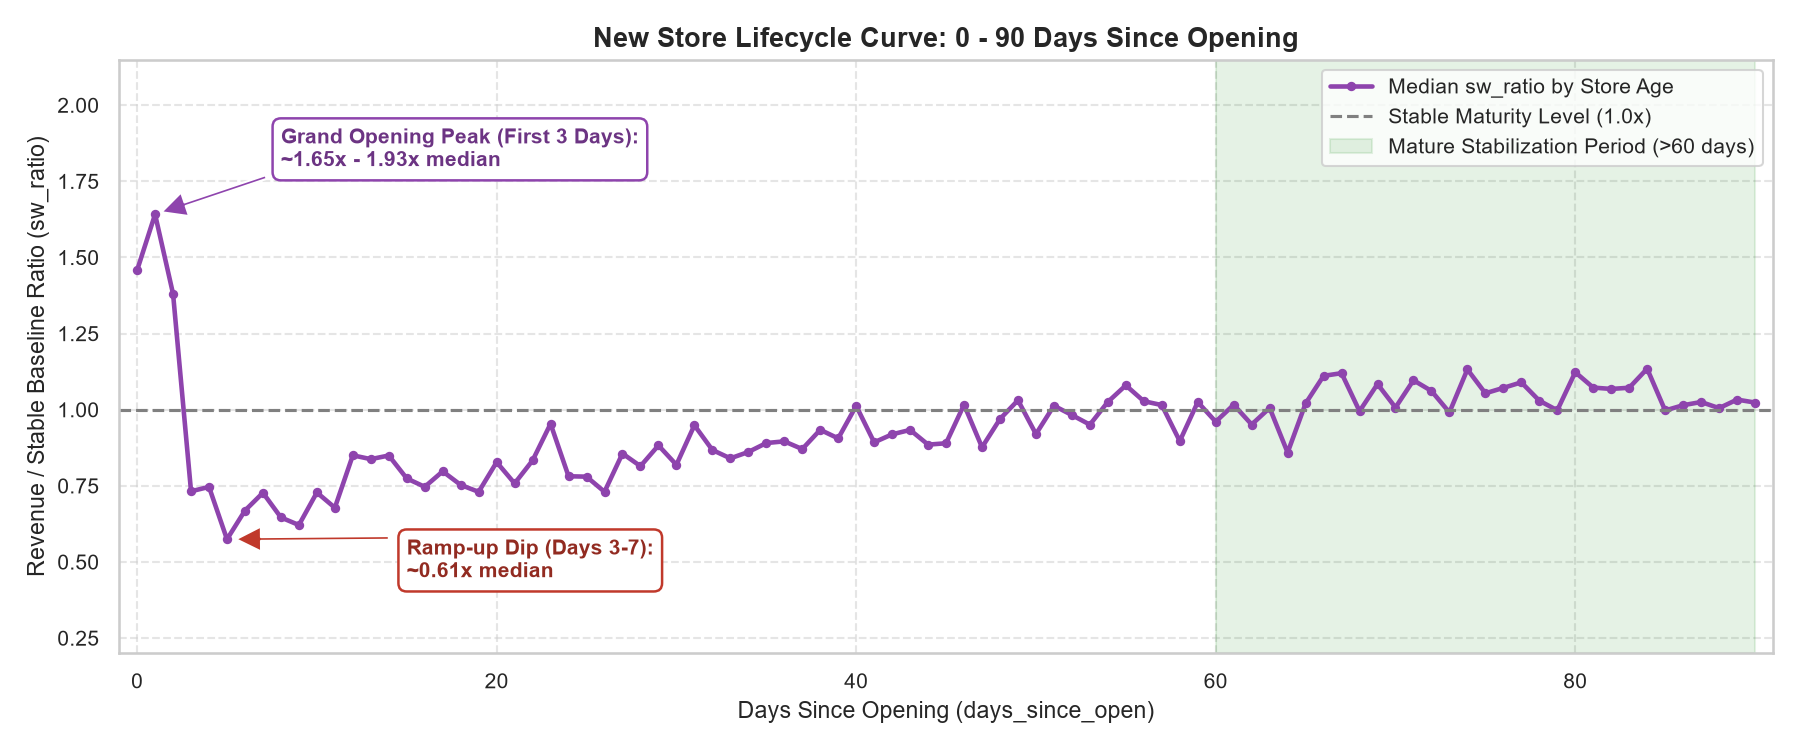 New Store Lifecycle Curve: 0 - 90 Days Since Opening
Revenue / Stable Baseline Ratio (sw_ratio)
2.00
1.75
1.50
1.25
1.00
0.75
0.50
0.25
Grand Opening Peak (First 3 Days):
~1.65x - 1.93x median
Ramp-up Dip (Days 3-7):
~0.61x median
Median sw_ratio by Store Age
Stable Maturity Level (1.0x)
Mature Stabilization Period (>60 days)
0
20
40
60
80
Days Since Opening (days_since_open)